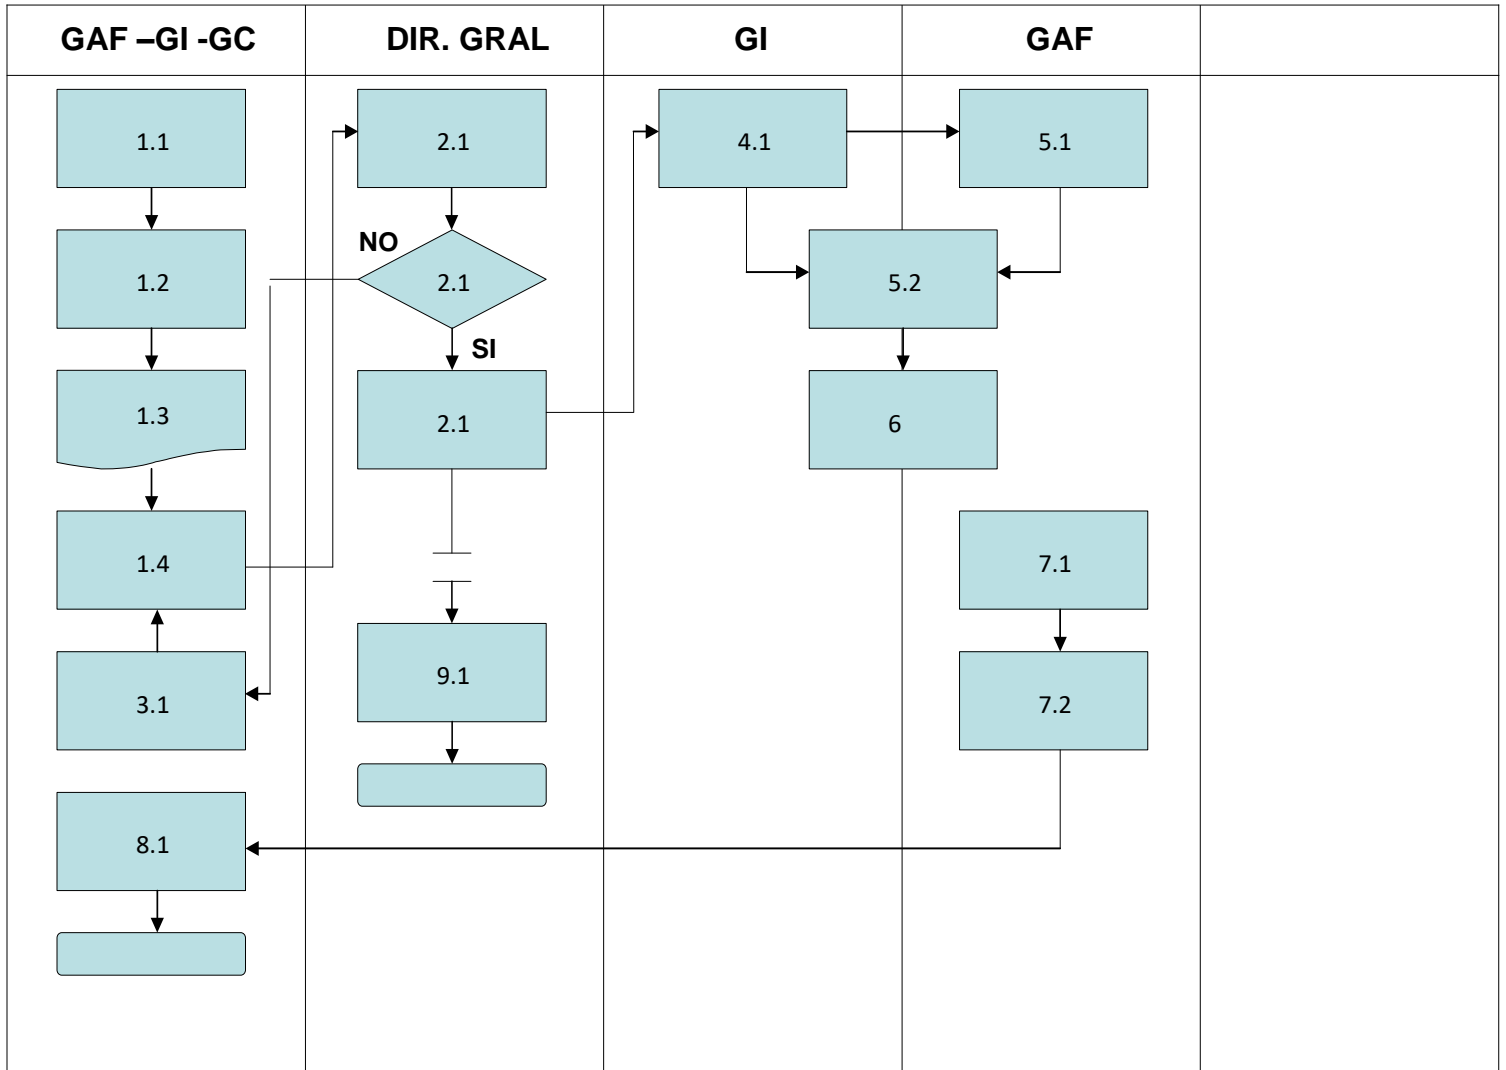 GAF –GI -GC
DIR. GRAL
GI
GAF
1.1
2.1
4.1
5.1
NO
1.2
2.1
5.2
SI
1.3
2.1
6
1.4
7.1
9.1
3.1
7.2
8.1